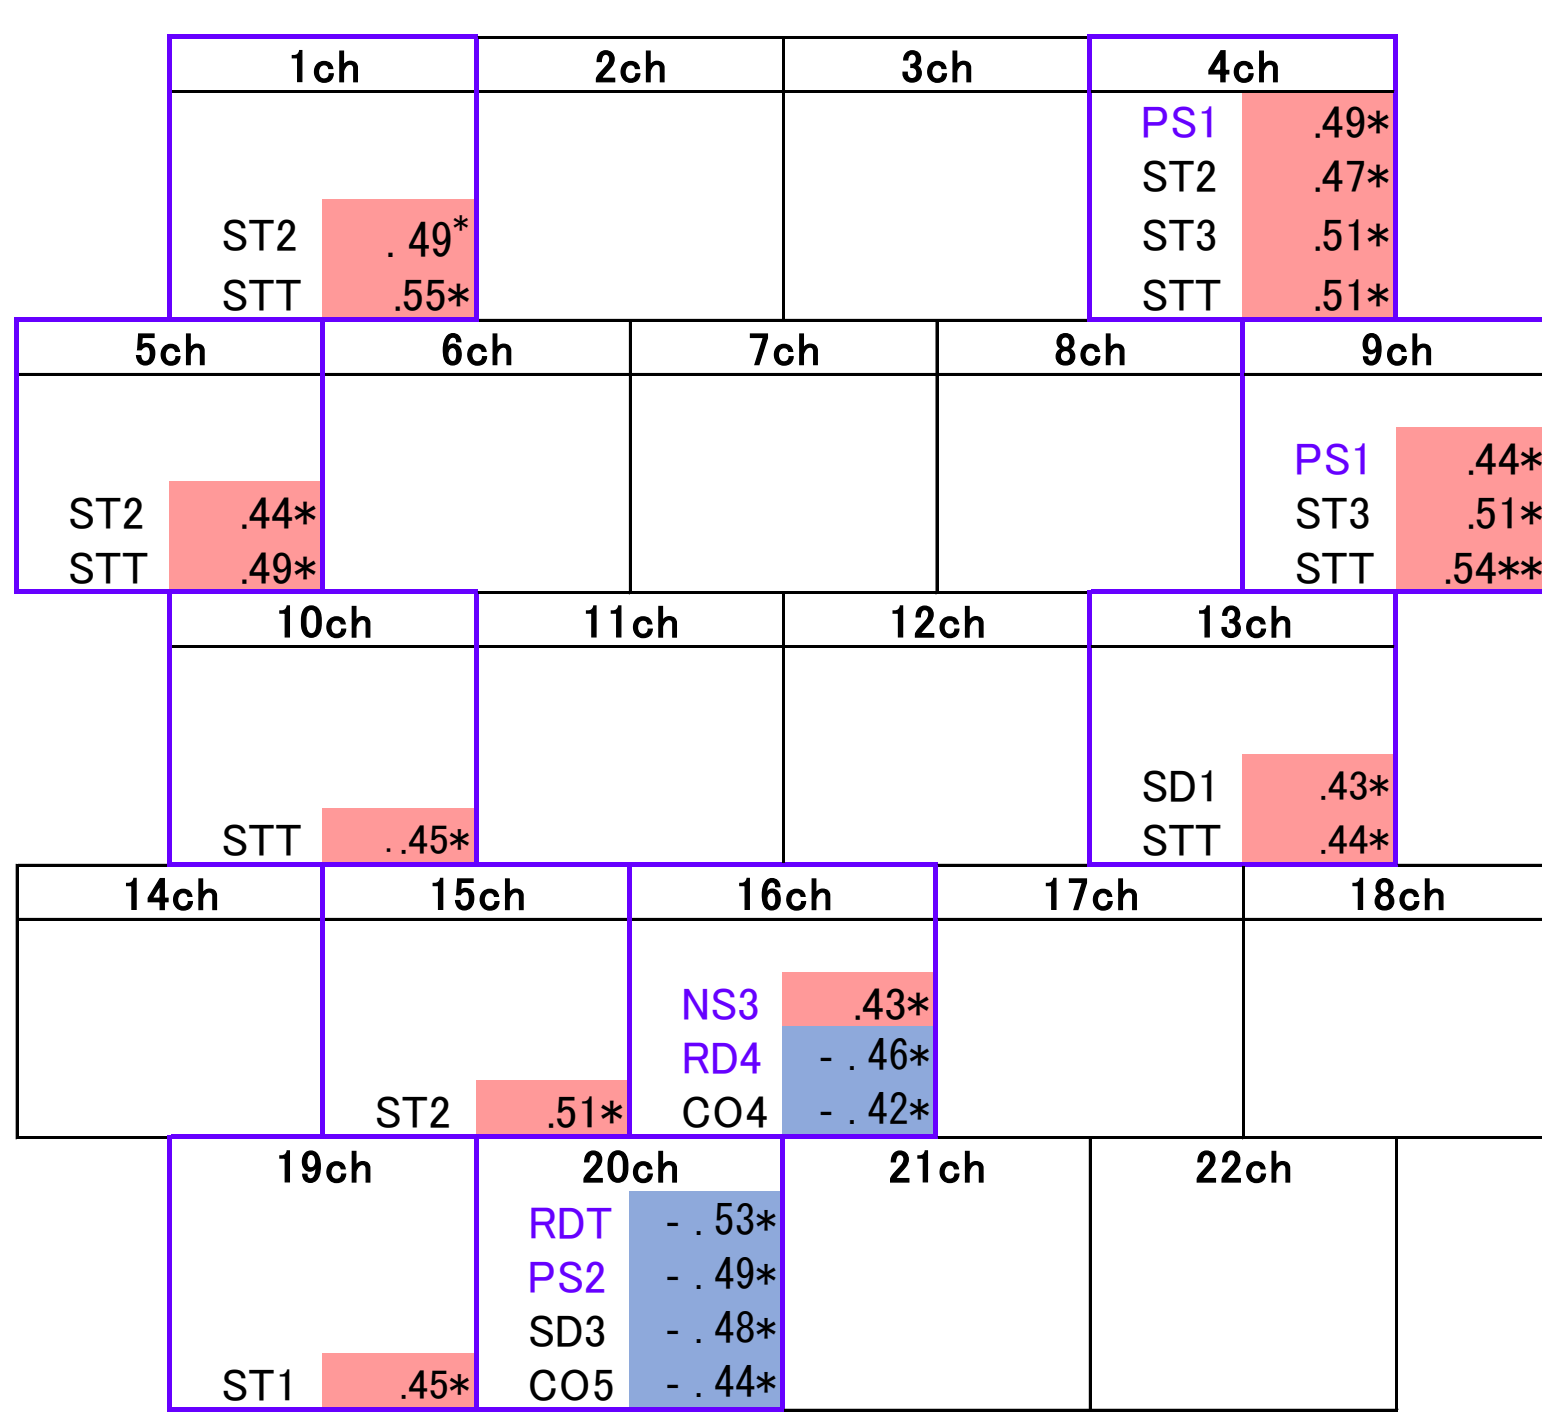 1ch 2ch 3ch 4ch
PS1 .49*
ST2 .47*
ST2 . 49* ST3 .51*
STT .55* STT .51*
5ch 6ch 7ch 8ch 9ch
PS1 .44*
ST2 .44* ST3 .51*
STT .49* STT .54**
10ch 11ch 12ch 13ch
SD1 .43*
STT ..45* STT .44*
14ch 15ch 16ch 17ch 18ch
NS3 .43*
RD4 -.46*
ST2 .51* CO4 -.42*
19ch 20ch 21ch 22ch
RDT -.53*
PS2 -.49*
SD3 -.48*
ST1 .45* CO5 -.44*